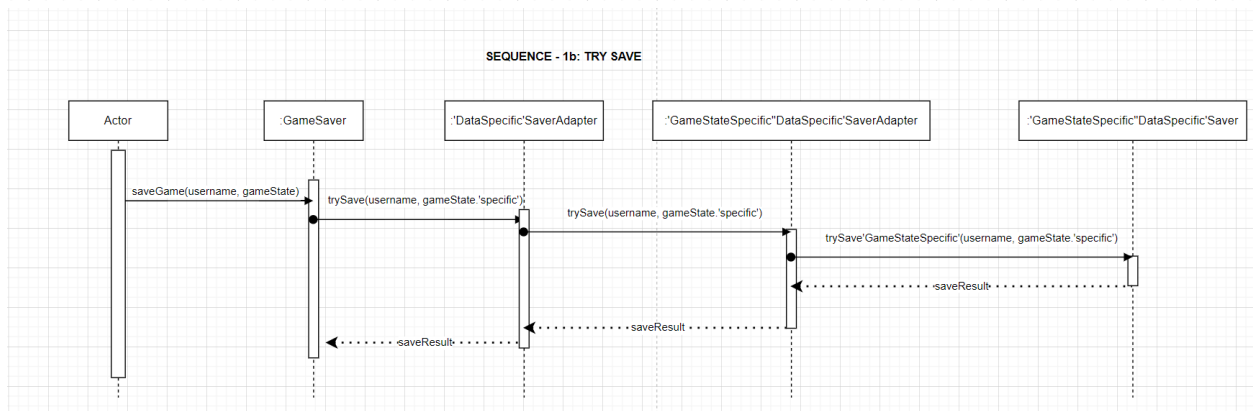 SEQUENCE - 1b: TRY SAVE
Actor
:GameSaver
:'DataSpecific'SaverAdapter
:'GameStateSpecific''DataSpecific'SaverAdapter
:'GameStateSpecific''DataSpecific'Saver
saveGame(username, gameState)
trySave(username, gameState.'specific')
trySave(username, gameState.'specific')
trySave'GameStateSpecific'(username, gameState.'specific')
saveResult
saveResult
saveResult